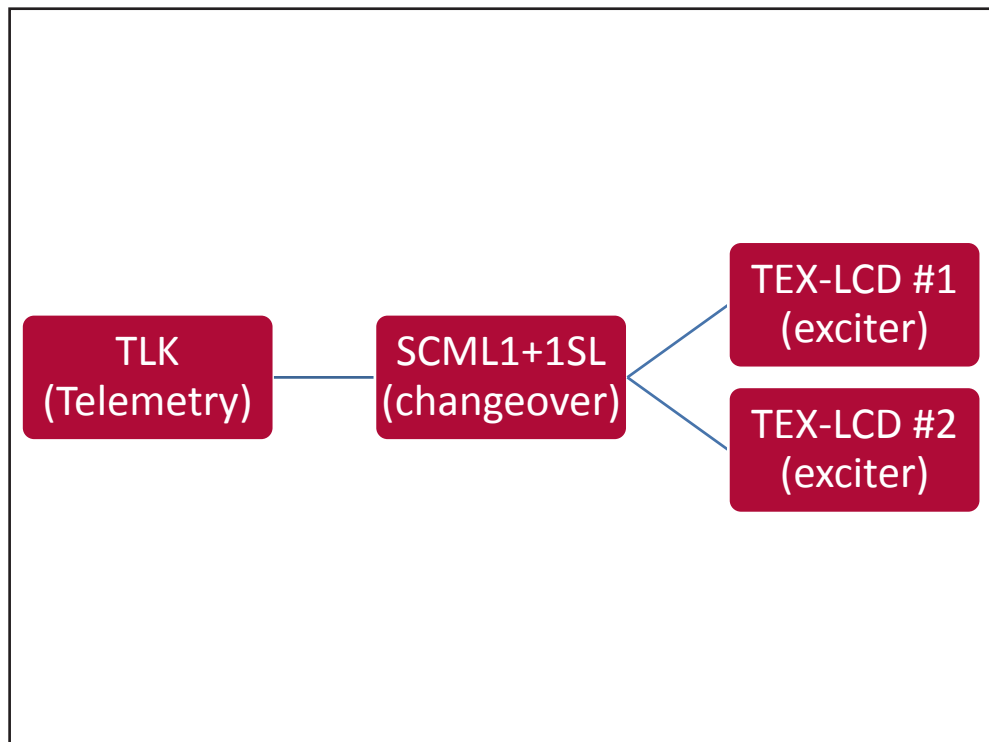 TLK
(Telemetry)
SCML1+1SL
(changeover)
TEX-LCD #1
(exciter)
TEX-LCD #2
(exciter)